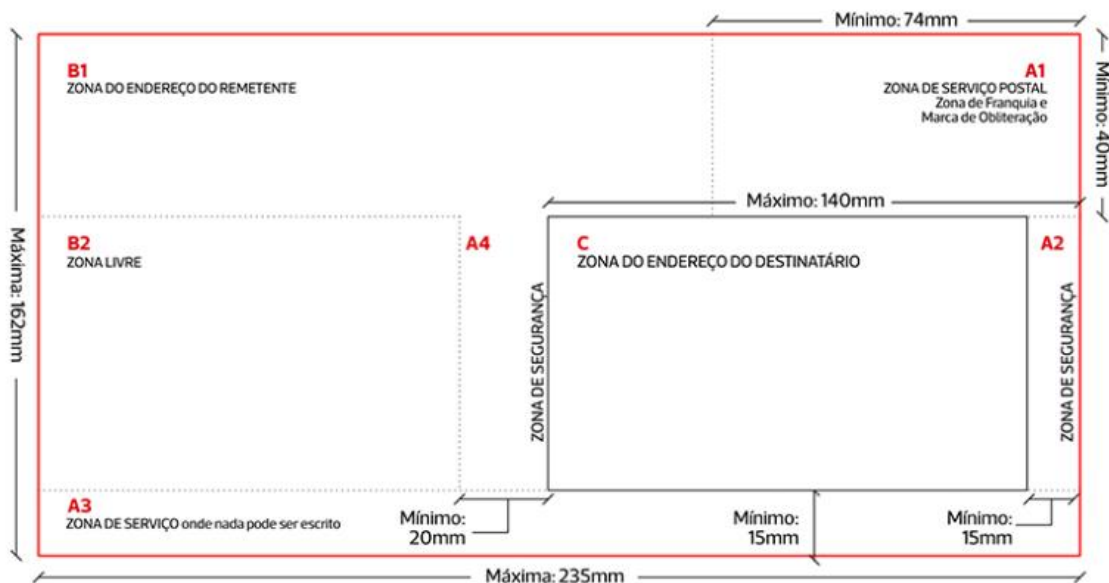 Mínimo: 74mm
B1
ZONA DO ENDEREÇO DO REMETENTE
A1
ZONA DE SERVIÇO POSTAL
Zona de Franquia e
Marca de Obliteração
Mínimo: 40mm
Máximo: 140mm
Máxima: 162mm
B2
ZONA LIVRE
A4
ZONA DE SEGURANÇA
C
ZONA DO ENDEREÇO DO DESTINATÁRIO
A2
ZONA DE SEGURANÇA
A3
ZONA DE SERVIÇO onde nada pode ser escrito
Mínimo:
20mm
Mínimo:
15mm
Mínimo:
15mm
Máxima: 235mm